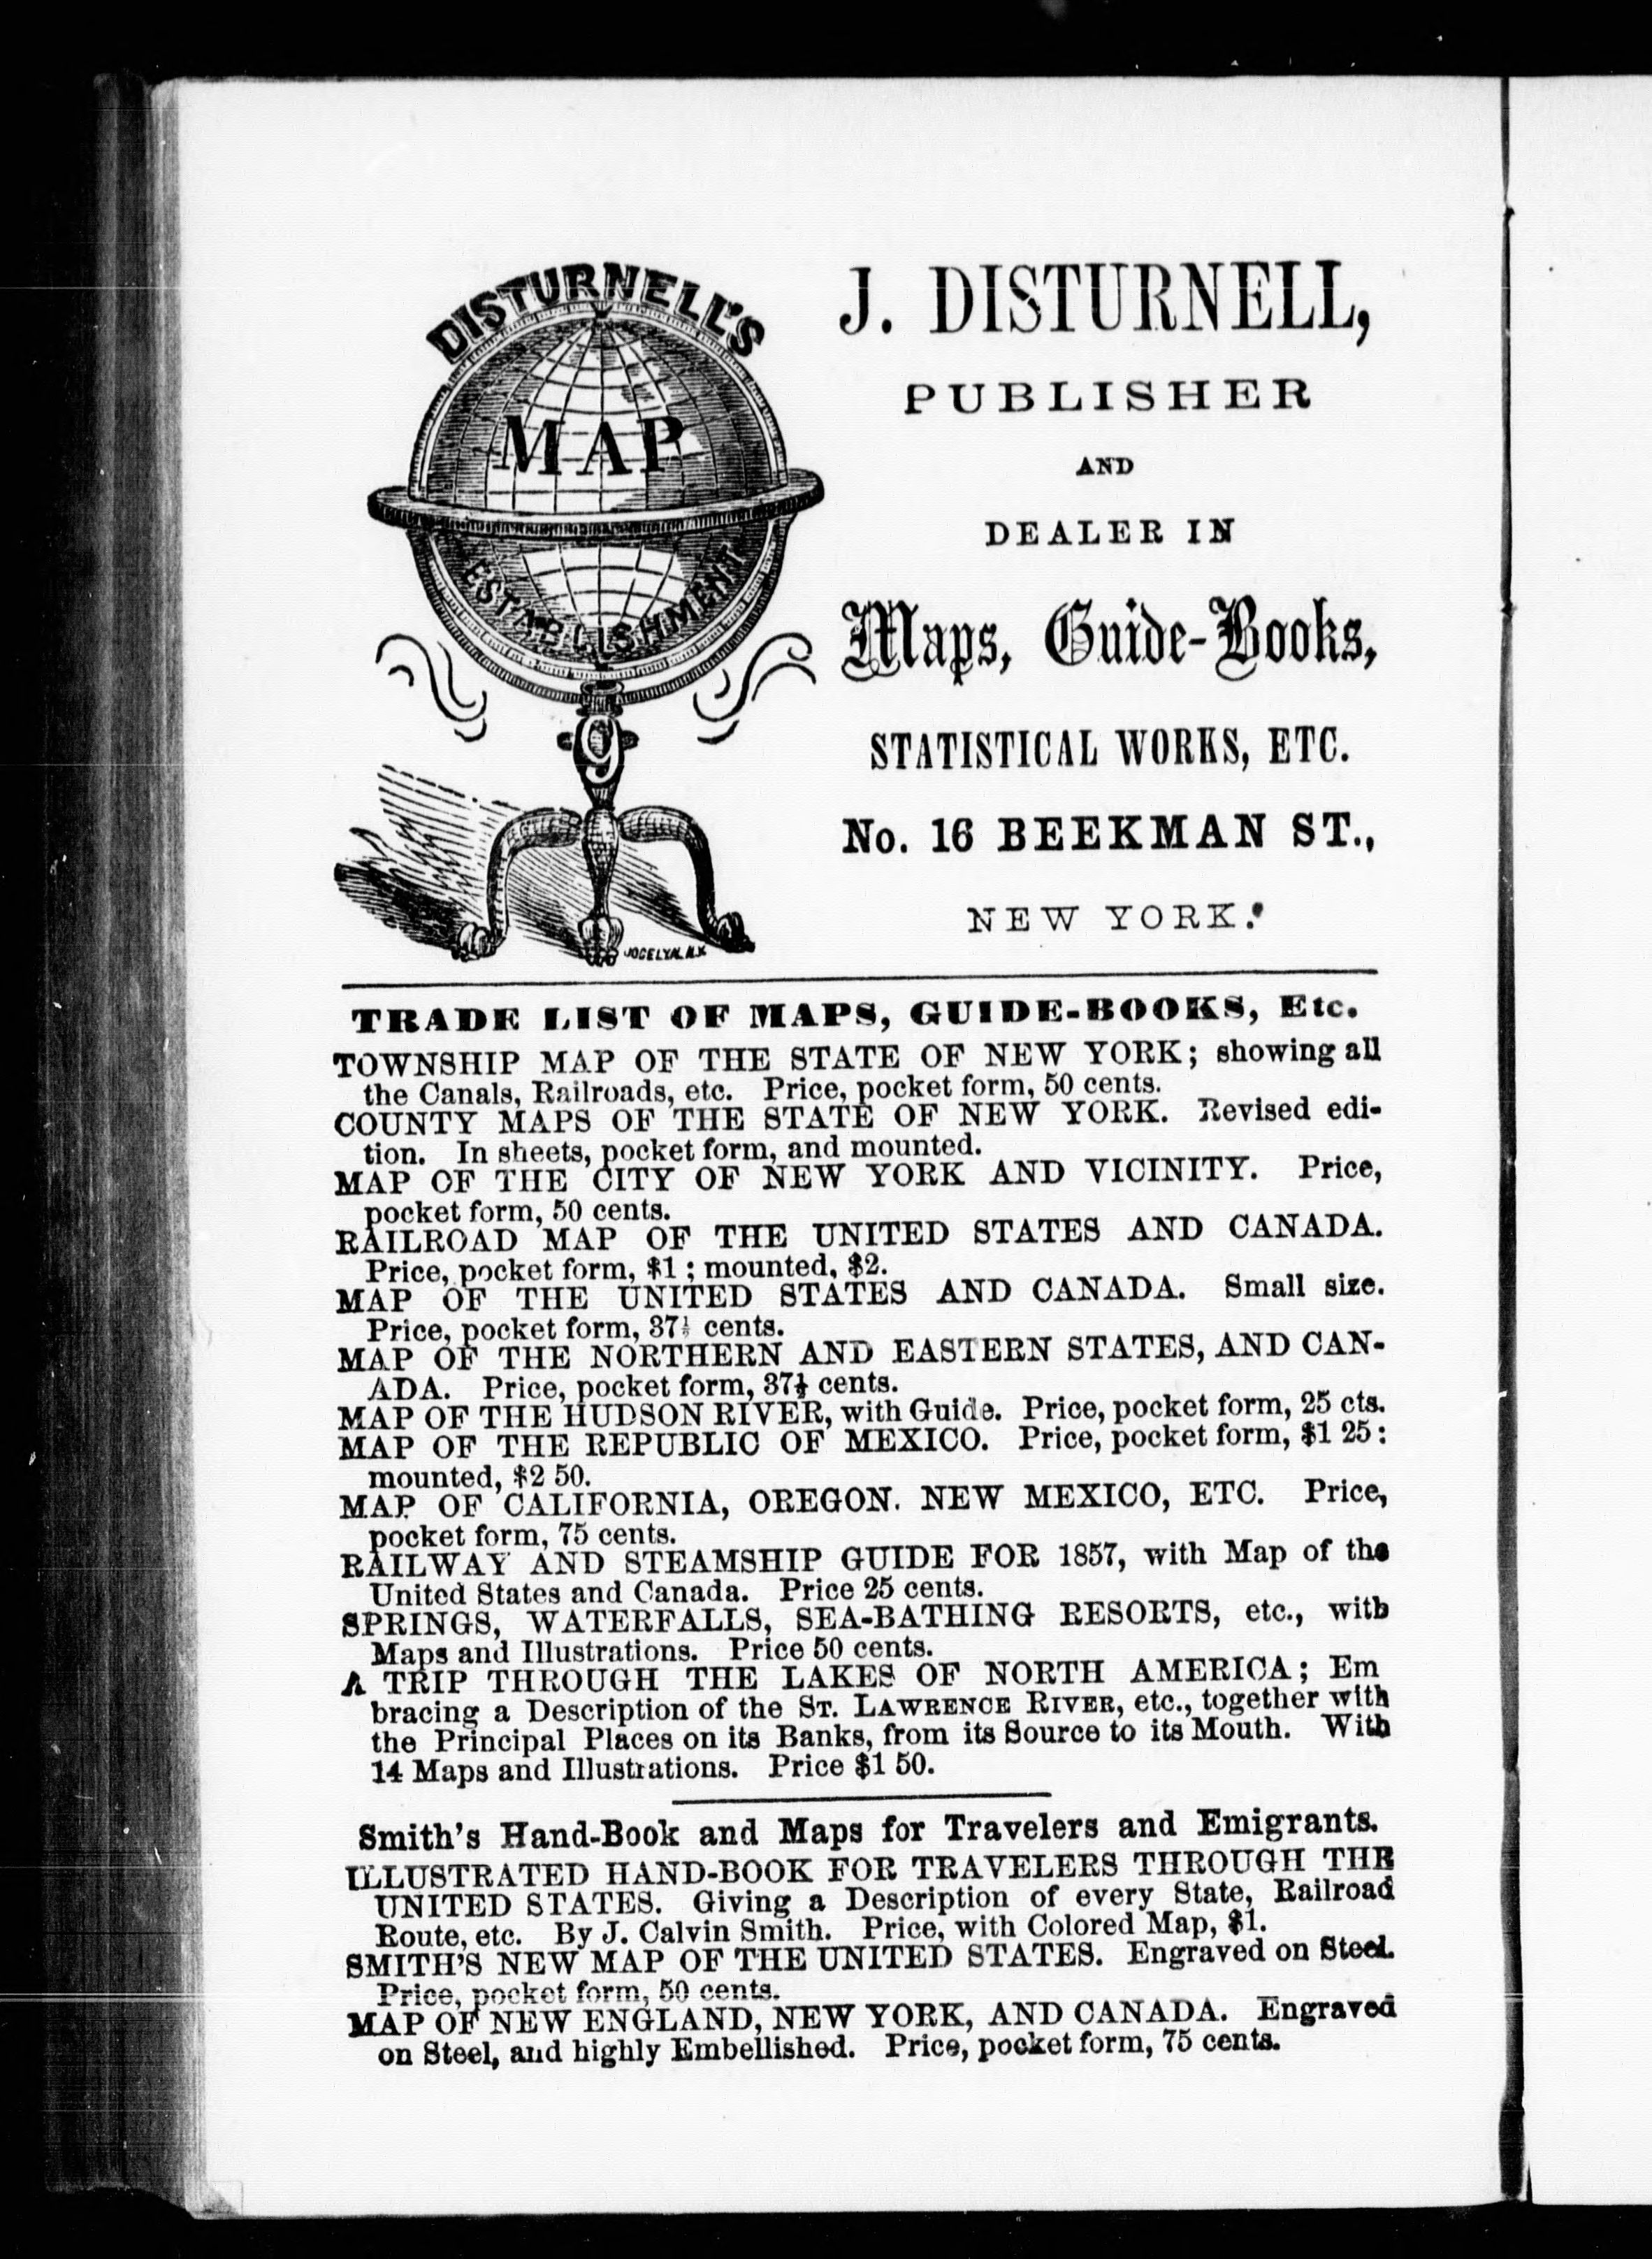 DISTURNELL'S
MAP
ESTABLISHMENT
9
JOCELYN. N.Y.
J. DISTURNELL,
PUBLISHER
AND
DEALER IN
Maps, Guide-Books,
STATISTICAL WORKS, ETC.
No. 16 BEEKMAN ST.,
NEW YORK.
TRADE LIST OF MAPS, GUIDE-BOOKS, Etc.
TOWNSHIP MAP OF THE STATE OF NEW YORK; showing all
the Canals, Railroads, etc. Price, pocket form, 50 cents.
COUNTY MAPS OF THE STATE OF NEW YORK. Revised edi-
tion. In sheets, pocket form, and mounted.
MAP OF THE CITY OF NEW YORK AND VICINITY. Price,
pocket form, 50 cents.
RAILROAD MAP OF THE UNITED STATES AND CANADA.
Price, pocket form, $1; mounted, $2.
MAP OF THE UNITED STATES AND CANADA. Small size.
Price, pocket form, 37½ cents.
MAP OF THE NORTHERN AND EASTERN STATES, AND CAN-
ADA. Price, pocket form, 37½ cents.
MAP OF THE HUDSON RIVER, with Guide. Price, pocket form, 25 cts.
MAP OF THE REPUBLIC OF MEXICO. Price, pocket form, $1 25:
mounted, $2 50.
MAP OF CALIFORNIA, OREGON. NEW MEXICO, ETC. Price,
pocket form, 75 cents.
RAILWAY AND STEAMSHIP GUIDE FOR 1857, with Map of the
United States and Canada. Price 25 cents.
SPRINGS, WATERFALLS, SEA-BATHING RESORTS, etc., with
Maps and Illustrations. Price 50 cents.
A TRIP THROUGH THE LAKES OF NORTH AMERICA; Em
bracing a Description of the ST. LAWRENCE RIVER, etc., together with
the Principal Places on its Banks, from its Source to its Mouth. With
14 Maps and Illustrations. Price $1 50.
Smith's Hand-Book and Maps for Travelers and Emigrants.
ILLUSTRATED HAND-BOOK FOR TRAVELERS THROUGH THE
UNITED STATES. Giving a Description of every State, Railroad
Route, etc. By J. Calvin Smith. Price, with Colored Map, $1.
SMITH'S NEW MAP OF THE UNITED STATES. Engraved on Steel.
Price, pocket form, 50 cents.
MAP OF NEW ENGLAND, NEW YORK, AND CANADA. Engraved
on Steel, and highly Embellished. Price, pocket form, 75 cents.